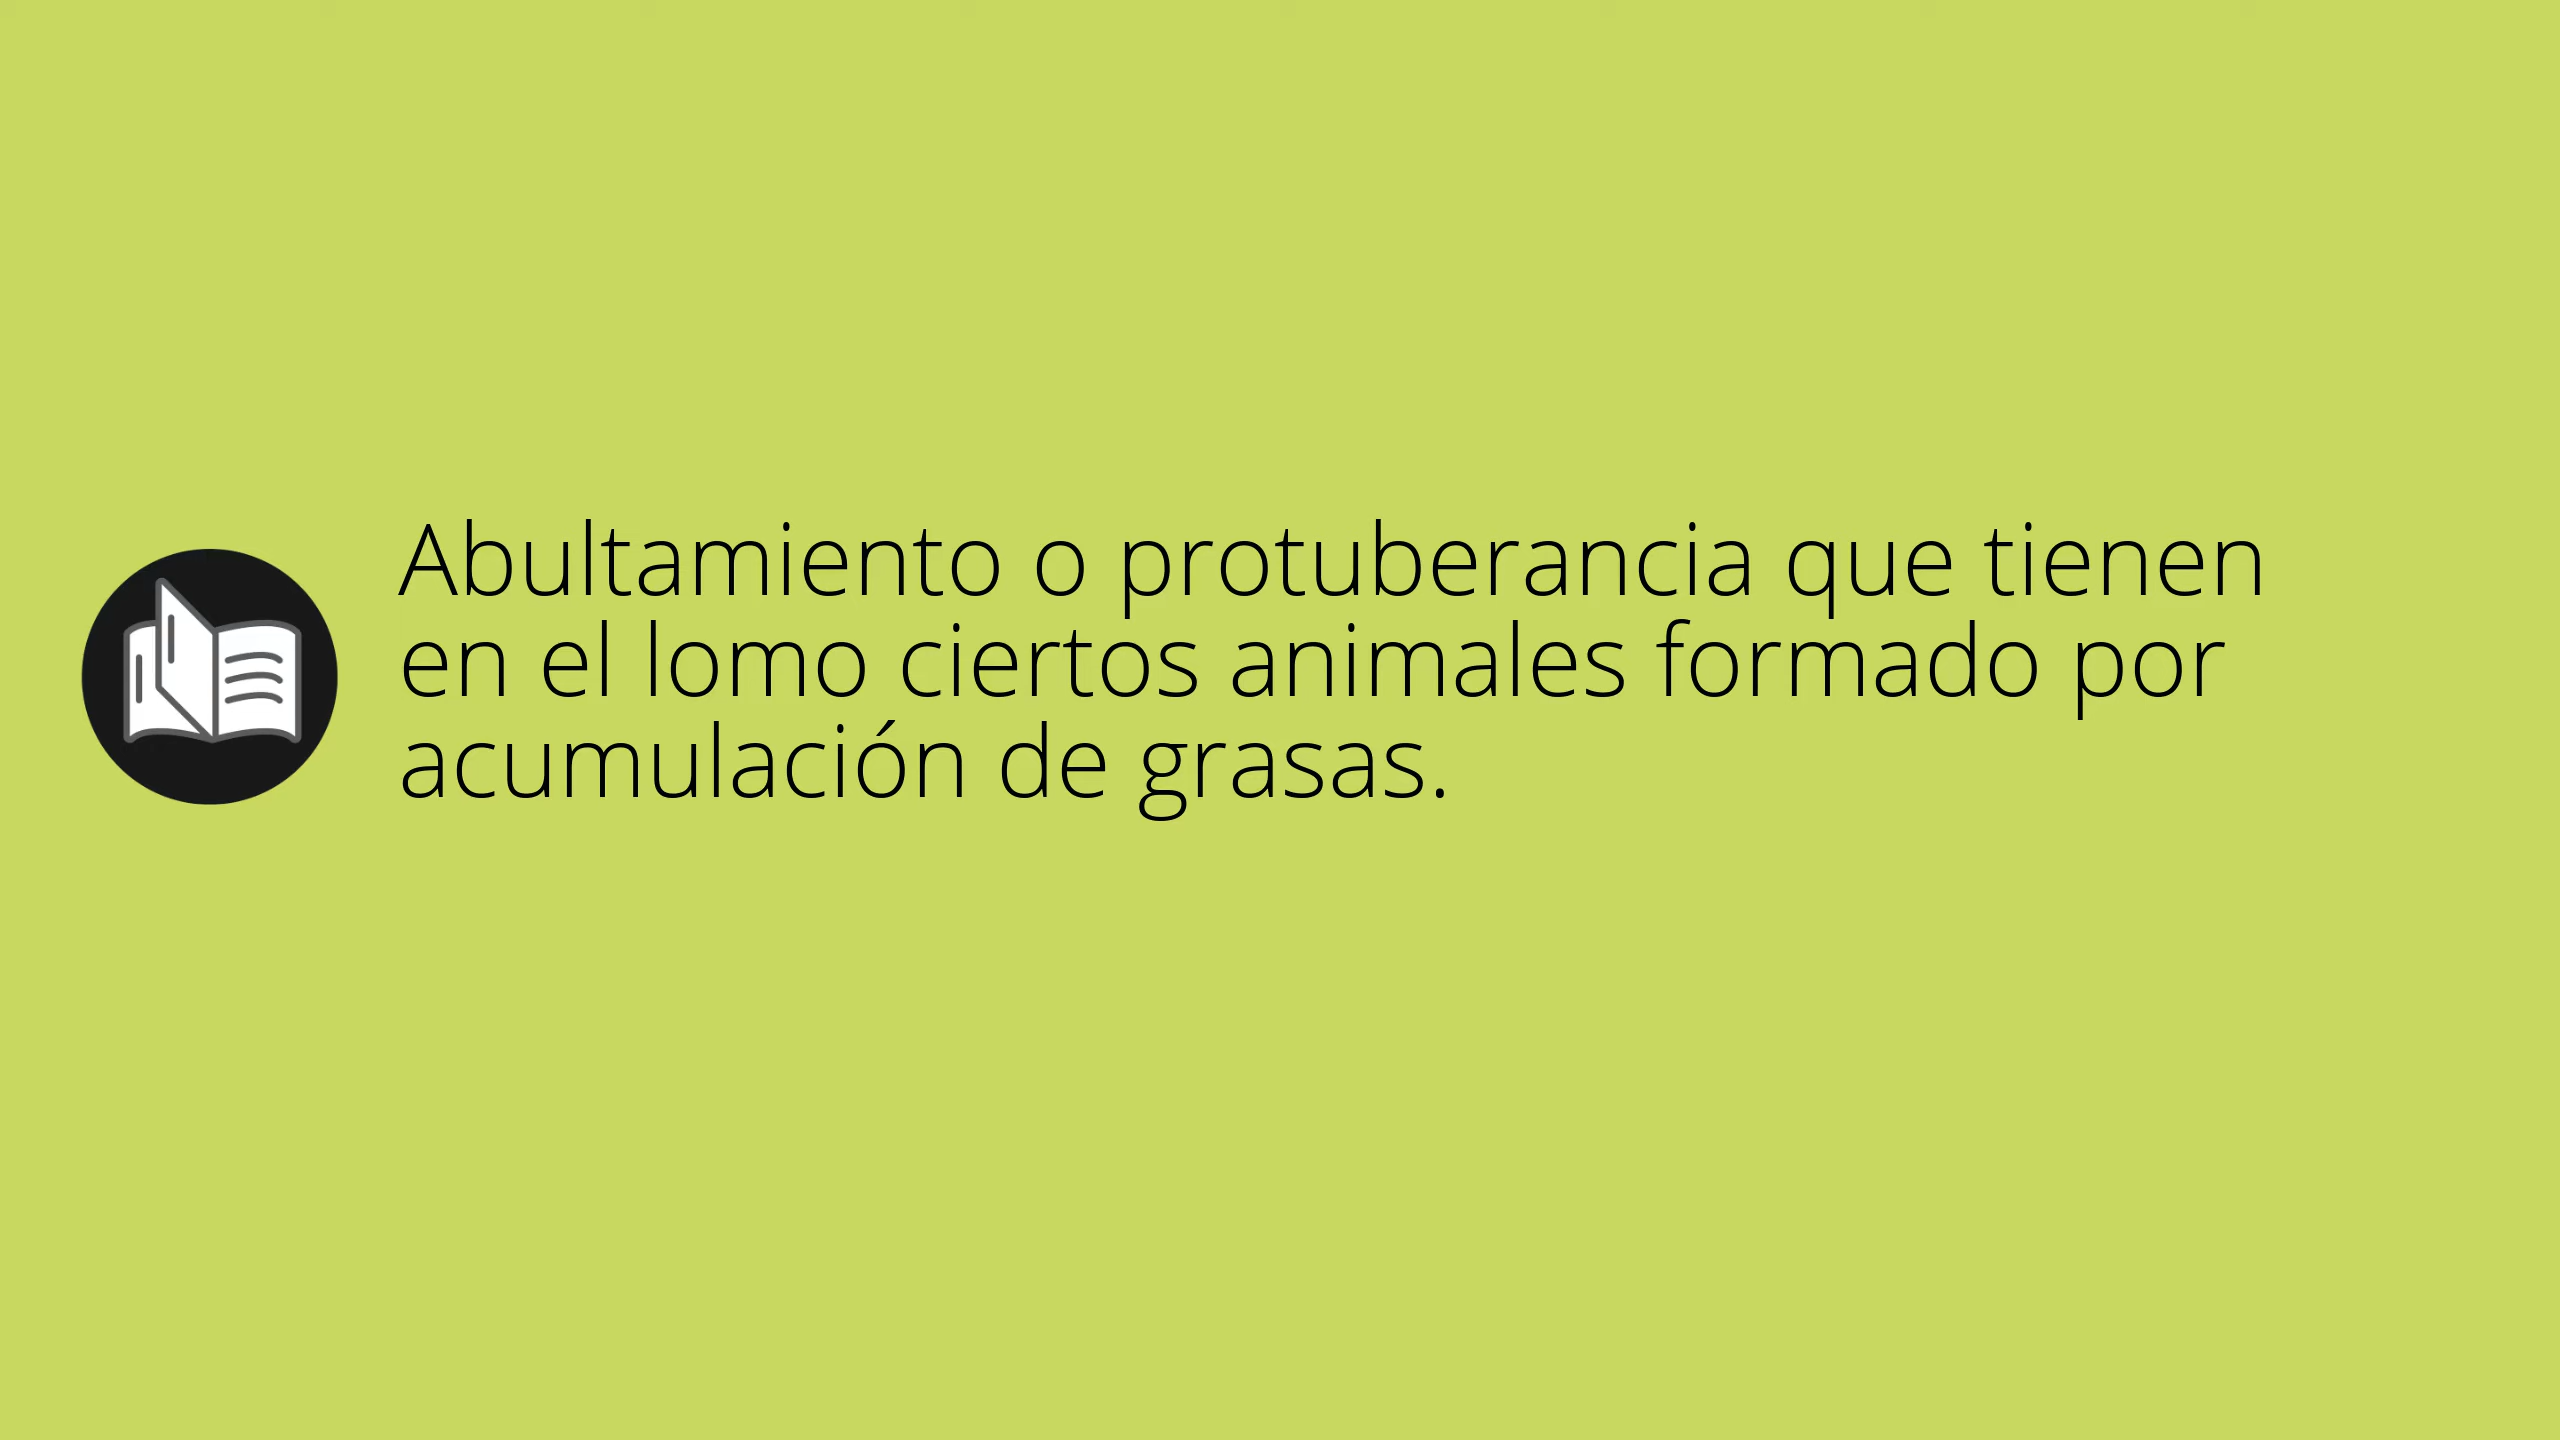 Abultamiento o protuberancia que tienen
en el lomo ciertos animales formado por
acumulación de grasas.